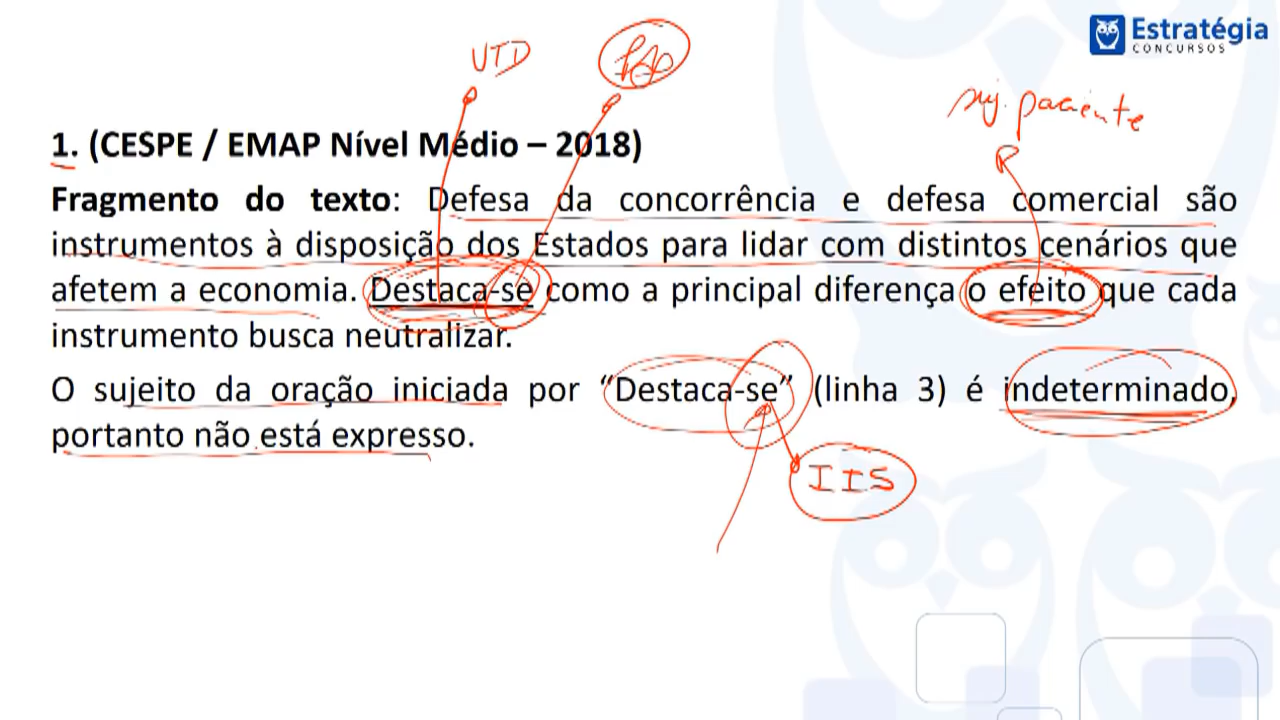 Estratégia
CONCURSOS
VTD
PAP
suj. paciente
1. (CESPE / EMAP Nível Médio – 2018)
Fragmento do texto: Defesa da concorrência e defesa comercial são
instrumentos à disposição dos Estados para lidar com distintos cenários que
afetem a economia. Destaca-se como a principal diferença o efeito que cada
instrumento busca neutralizar.
O sujeito da oração iniciada por “Destaca-se” (linha 3) é indeterminado,
portanto não está expresso.
IIS